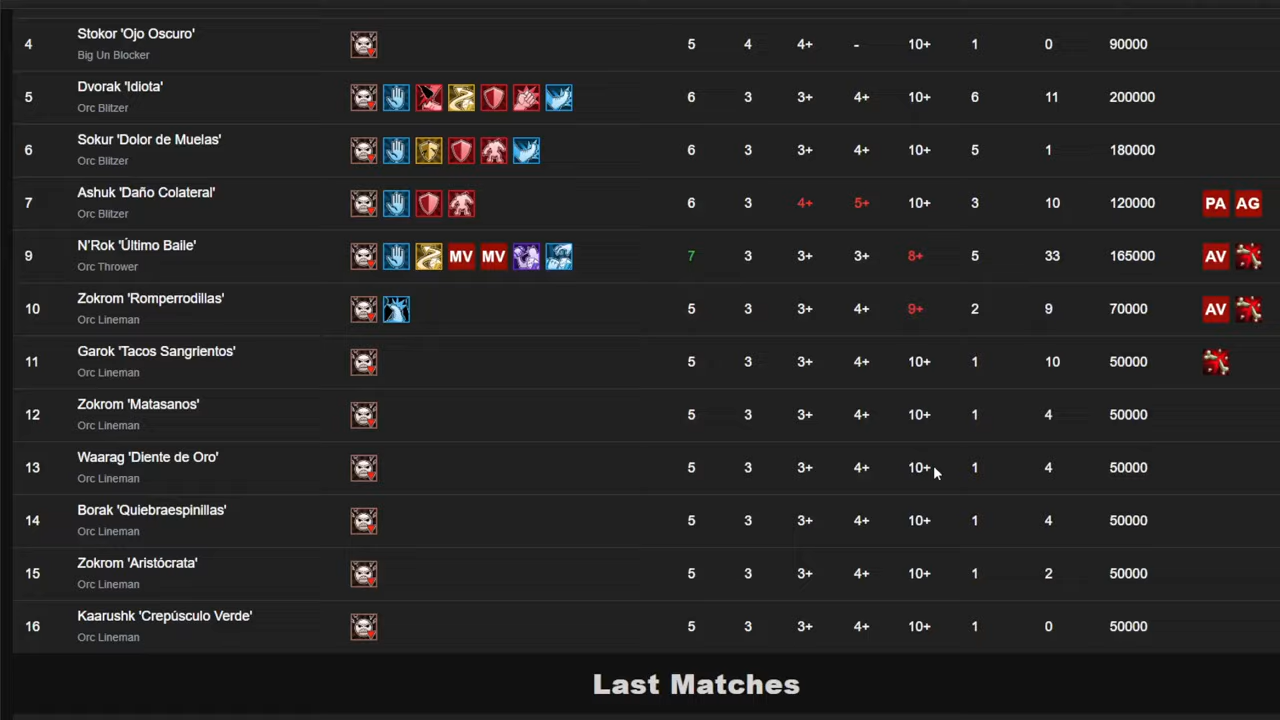 4 Stokor 'Ojo Oscuro' 5 4 4+ - 10+ 1 0 90000
Big Un Blocker
5 Dvorak 'Idiota' 6 3 3+ 4+ 10+ 6 11 200000
Orc Blitzer
6 Sokur 'Dolor de Muelas' 6 3 3+ 4+ 10+ 5 1 180000
Orc Blitzer
7 Ashuk 'Daño Colateral' 6 3 4+ 5+ 10+ 3 10 120000 PA AG
Orc Blitzer
9 N'Rok 'Último Baile' MV MV 7 3 3+ 3+ 8+ 5 33 165000 AV
Orc Thrower
10 Zokrom 'Romperrodillas' 5 3 3+ 4+ 9+ 2 9 70000 AV
Orc Lineman
11 Garok 'Tacos Sangrientos' 5 3 3+ 4+ 10+ 1 10 50000
Orc Lineman
12 Zokrom 'Matasanos' 5 3 3+ 4+ 10+ 1 4 50000
Orc Lineman
13 Waarag 'Diente de Oro' 5 3 3+ 4+ 10+ 1 4 50000
Orc Lineman
14 Borak 'Quiebraespinillas' 5 3 3+ 4+ 10+ 1 4 50000
Orc Lineman
15 Zokrom 'Aristócrata' 5 3 3+ 4+ 10+ 1 2 50000
Orc Lineman
16 Kaarushk 'Crepúsculo Verde' 5 3 3+ 4+ 10+ 1 0 50000
Orc Lineman
Last Matches